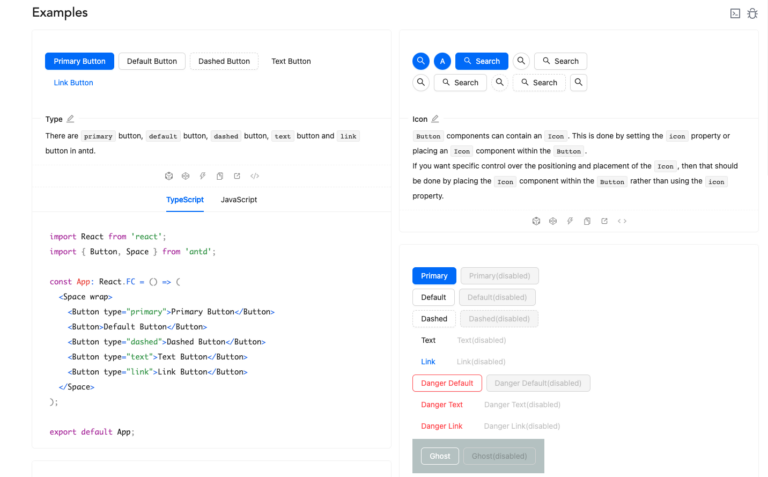 Examples
Primary Button
Default Button
Dashed Button
Text Button
Link Button
Type
There are primary button, default button, dashed button, text button and link
button in antd.
TypeScript
JavaScript
import React from 'react';
import { Button, Space } from 'antd';
const App: React.FC = () => (
<Space wrap>
<Button type="primary">Primary Button</Button>
<Button>Default Button</Button>
<Button type="dashed">Dashed Button</Button>
<Button type="text">Text Button</Button>
<Button type="link">Link Button</Button>
</Space>
);
export default App;
A
Search
Search
Search
Search
Icon
Button components can contain an Icon. This is done by setting the icon property or
placing an Icon component within the Button.
If you want specific control over the positioning and placement of the Icon, then that should
be done by placing the Icon component within the Button rather than using the icon
property.
Primary
Primary(disabled)
Default
Default(disabled)
Dashed
Dashed(disabled)
Text
Text(disabled)
Link
Link(disabled)
Danger Default
Danger Default(disabled)
Danger Text
Danger Text(disabled)
Danger Link
Danger Link(disabled)
Ghost
Ghost(disabled)